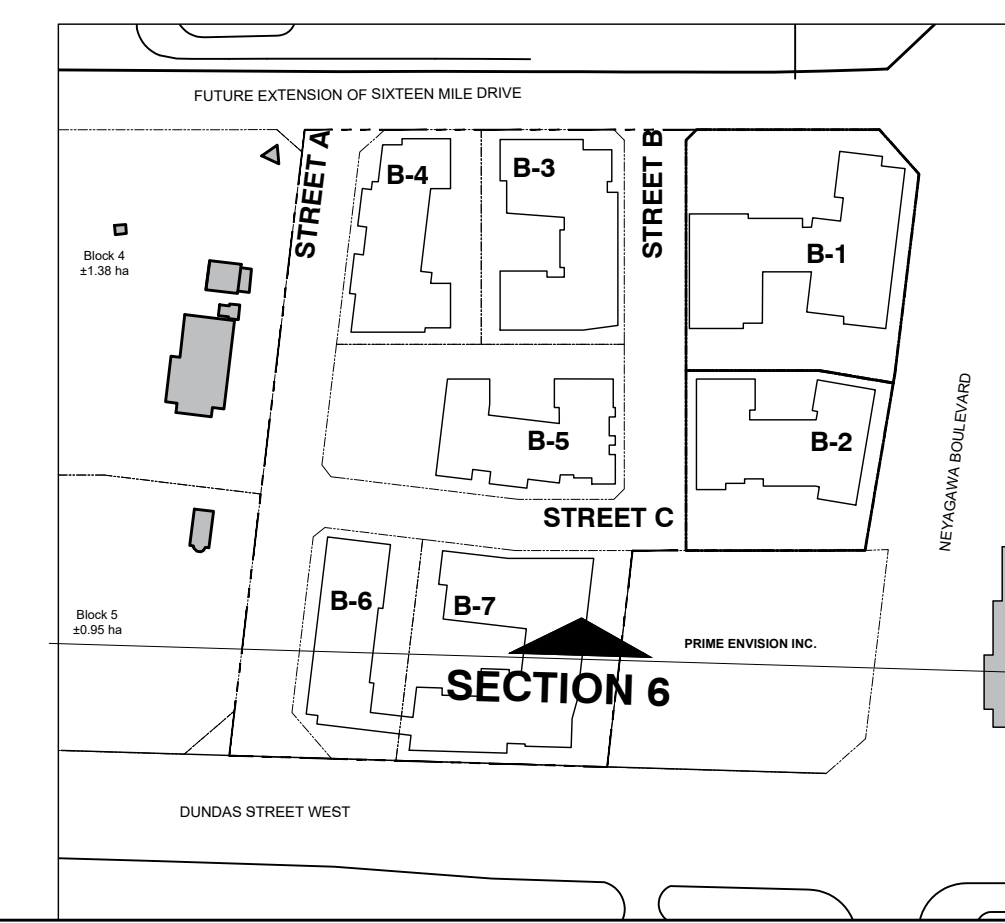 FUTURE EXTENSION OF SIXTEEN MILE DRIVE
STREET A
B-4
B-3
STREET B
B-1
Block 4
±1.38 ha
B-5
B-2
NEYAGAWA BOULEVARD
STREET C
B-6
B-7
Block 5
±0.95 ha
PRIME ENVISION INC.
SECTION 6
DUNDAS STREET WEST